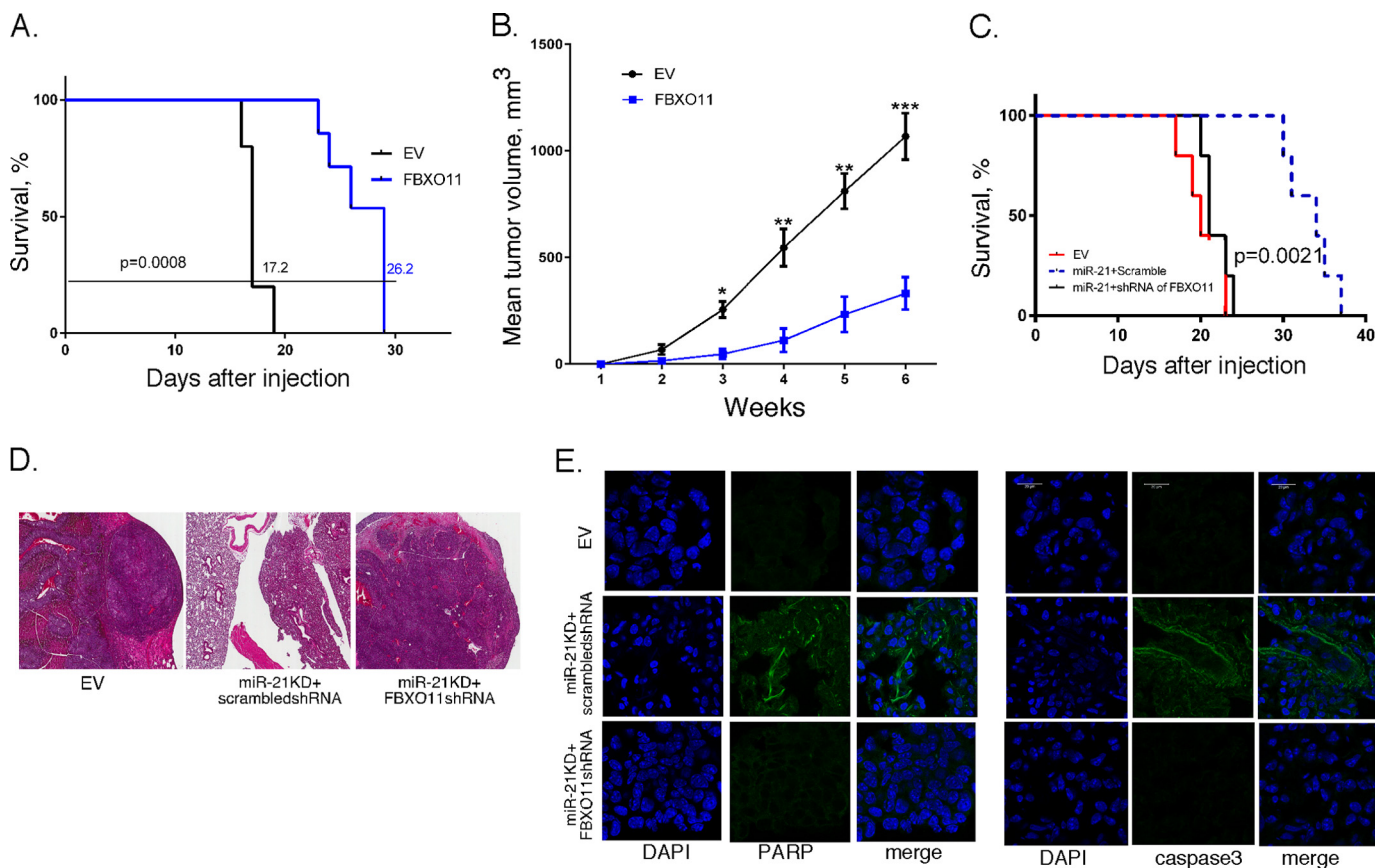 A.
Survival, %
100
50
0
EV
FBXO11
p=0.0008
17.2
26.2
0
10
20
30
Days after injection
B.
Mean tumor volume, mm3
1500
1000
500
0
EV
FBXO11
*
**
**
**
***
1
2
3
4
5
6
Weeks
C.
Survival, %
100
50
0
EV
miR-21+Scramble
miR-21+shRNA of FBXO11
p=0.0021
0
10
20
30
40
Days after injection
D.
EV
miR-21KD+
scrambledshRNA
miR-21KD+
FBXO11shRNA
E.
EV
miR-21KD+
scrambledshRNA
miR-21KD+
FBXO11shRNA
DAPI
PARP
merge
DAPI
caspase3
merge